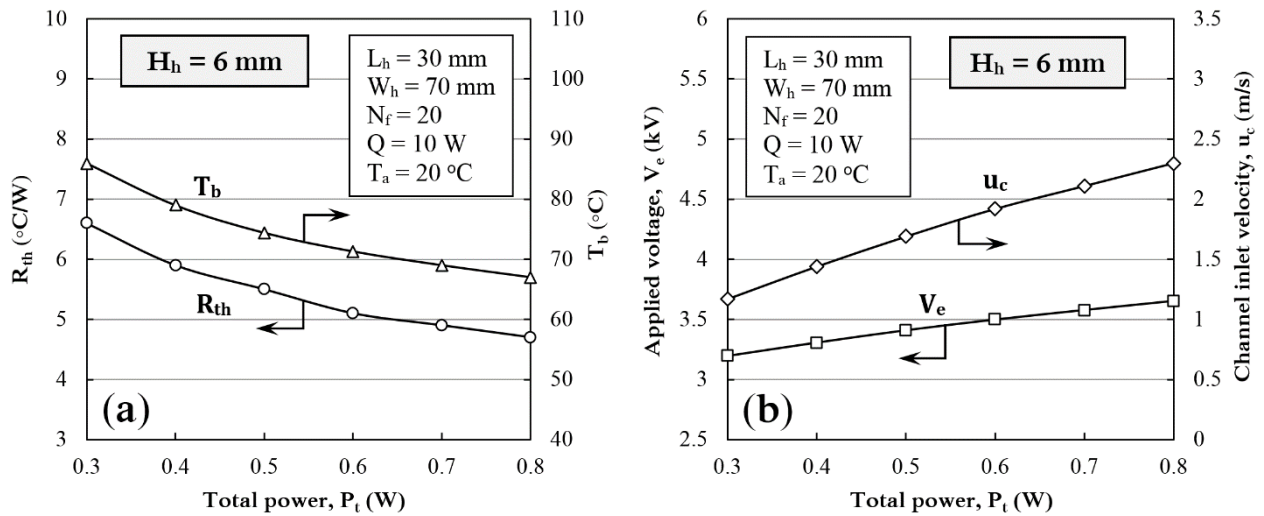 10
9
8
7
6
5
4
3
R_th (°C/W)
H_h = 6 mm
L_h = 30 mm
W_h = 70 mm
N_f = 20
Q = 10 W
T_a = 20 °C
T_b
R_th
(a)
110
100
90
80
70
60
50
40
T_b (°C)
0.3 0.4 0.5 0.6 0.7 0.8
Total power, P_t (W)
6
5.5
5
4.5
4
3.5
3
2.5
Applied voltage, V_e (kV)
L_h = 30 mm
W_h = 70 mm
N_f = 20
Q = 10 W
T_a = 20 °C
H_h = 6 mm
u_c
V_e
(b)
3.5
3
2.5
2
1.5
1
0.5
0
Channel inlet velocity, u_c (m/s)
0.3 0.4 0.5 0.6 0.7 0.8
Total power, P_t (W)